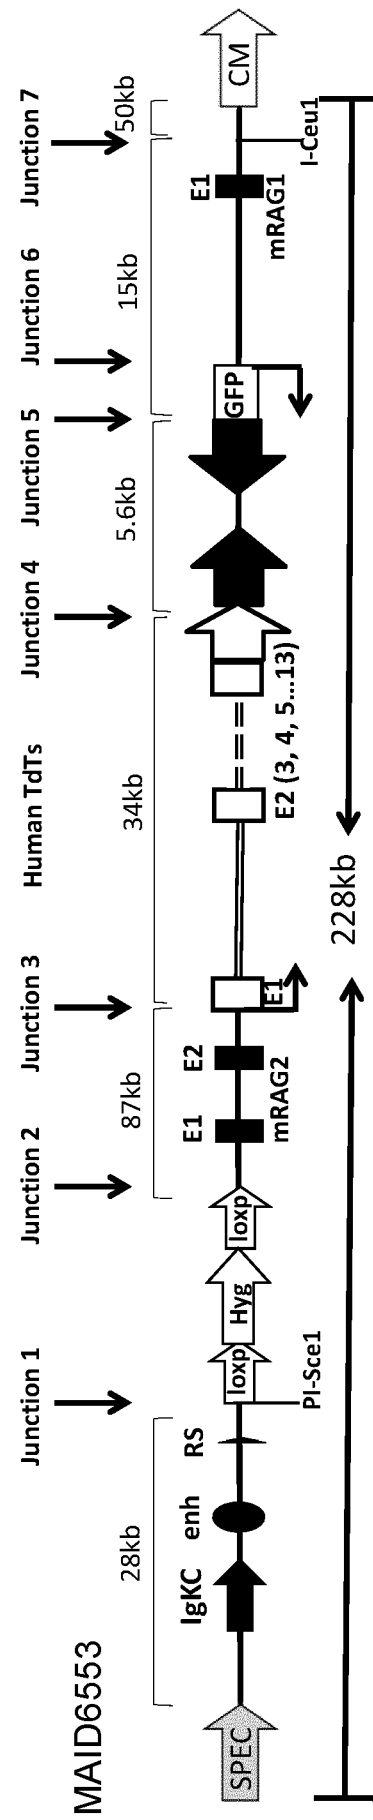 MAID6553
Human TdTs
Junction 1
Junction 2
Junction 3
Junction 4
Junction 5
Junction 6
Junction 7
28kb
87kb
34kb
5.6kb
15kb
50kb
SPEC
IgKC
enh
RS
loxp
Hyg
loxp
E1
E2
E1
E2 (3, 4, 5...13)
GFP
E1
CM
PI-Sce1
mRAG2
mRAG1
I-Ceu1
228kb